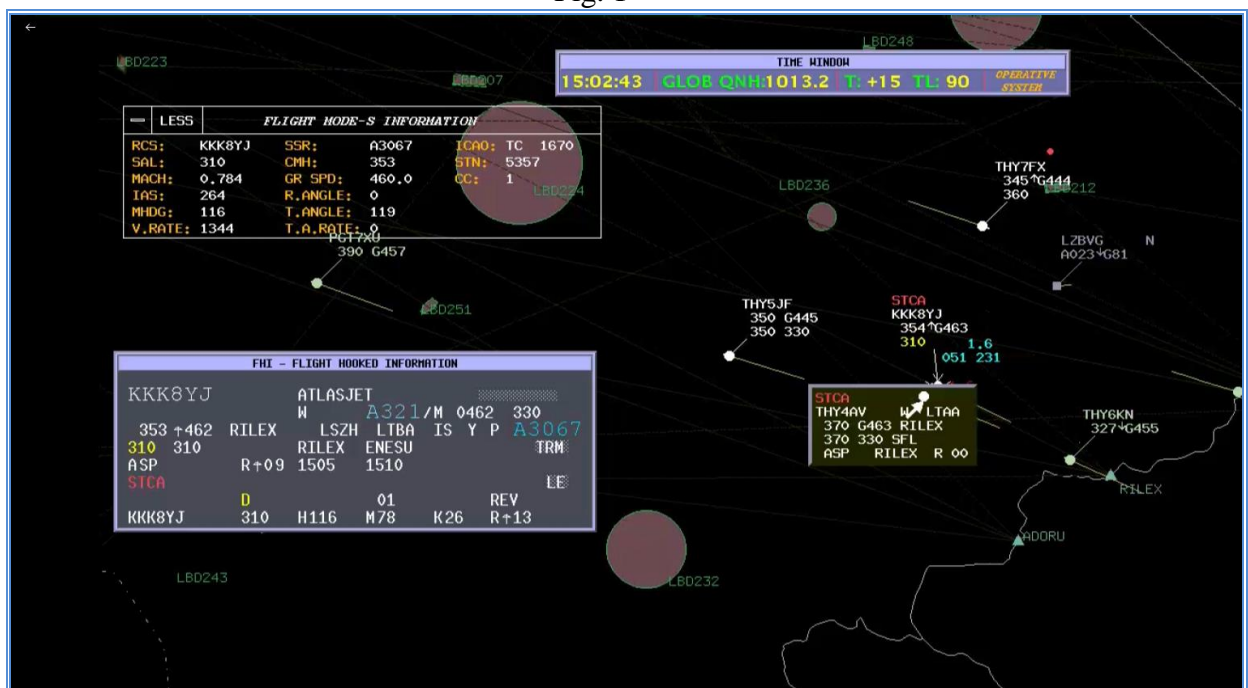 LBD223
LBD207
LBD248
TIME WINDOW
15:02:43 GLOB QNH:1013.2 T: +15 TL: 90 OPERATIVE SYSTEM
LESS FLIGHT MODE-S INFORMATION
RCS: KKK8YJ SSR: A3067 ICAO: TC 1670
SAL: 310 CMH: 353 STN: 5357
MACH: 0.784 GR SPD: 460.0 CC: 1
IAS: 264 R.ANGLE: 0
MHDG: 116 T.ANGLE: 119
V.RATE: 1344 T.A.RATE: 0
LBD224
PGT7XU
390 G457
LBD251
LBD236
THY7FX
345↑G444
360
LBD212
LZBVG N
A023↓G81
THY5JF
350 G445
350 330
STCA
KKK8YJ
354↑G463
310 1.6
051 231
FHI - FLIGHT HOOKED INFORMATION
KKK8YJ ATLASJET
W A321/M 0462 330
353 ↑462 RILEX LSZH LTBA IS Y P A3067
310 310 RILEX ENESU TRM
ASP R↑09 1505 1510
STCA LE
D 01 REV
KKK8YJ 310 H116 M78 K26 R↑13
STCA
THY4AV W LTAA
370 G463 RILEX
370 330 SFL
ASP RILEX R 00
THY6KN
327↓G455
RILEX
ADORU
LBD243
LBD232